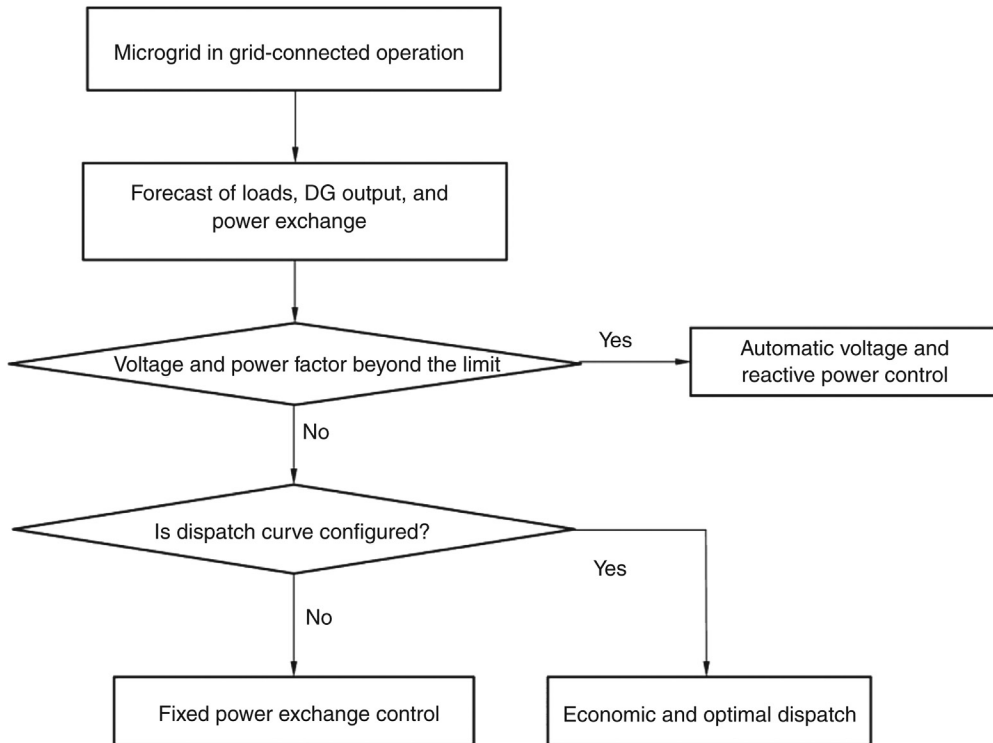 Microgrid in grid-connected operation
Forecast of loads, DG output, and
power exchange
Voltage and power factor beyond the limit
Yes
Automatic voltage and
reactive power control
No
Is dispatch curve configured?
Yes
No
Fixed power exchange control
Economic and optimal dispatch